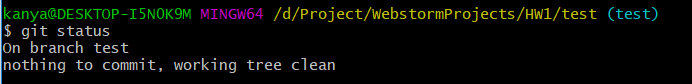 kanya@DESKTOP-I5NOK9M MINGW64 /d/Project/WebstormProjects/HW1/test (test)
$ git status
On branch test
nothing to commit, working tree clean